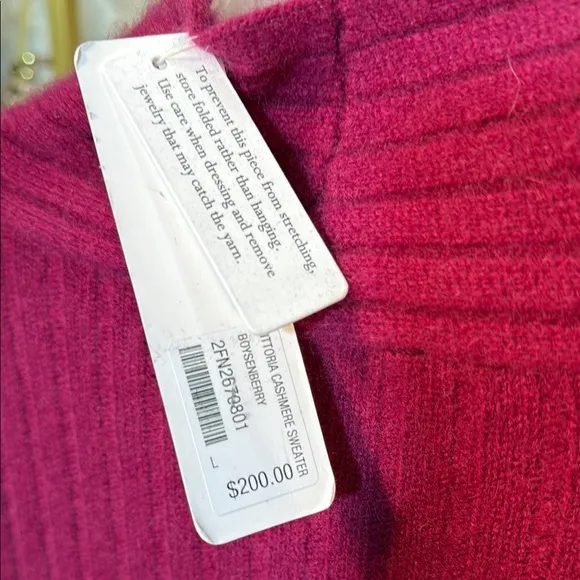 To prevent this piece from stretching,
store folded rather than hanging.
Use care when dressing and remove
jewelry that may catch the yarn.
TTORIA CASHMERE SWEATER
BOYSENBERRY
2FN2670801
L
$200.00